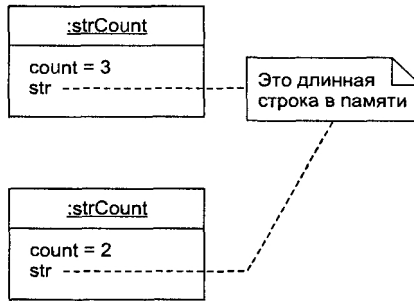 :strCount
count = 3
str
Это длинная
строка в памяти
:strCount
count = 2
str